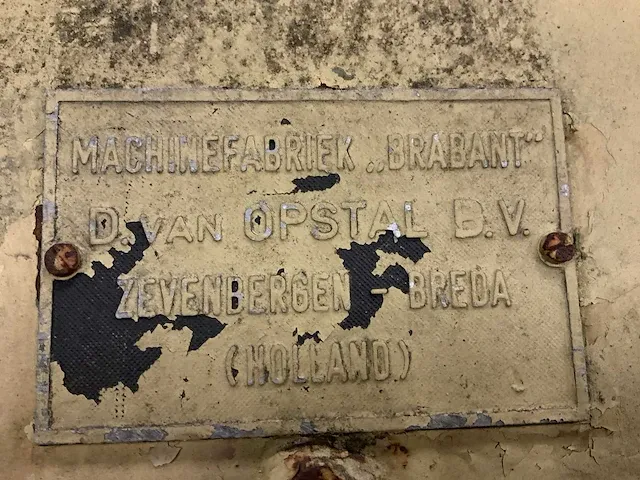 MACHINEFABRIEK „BRABANT”
D. VAN OPSTAL B.V.
ZEVENBERGEN - BREDA
(HOLLAND)